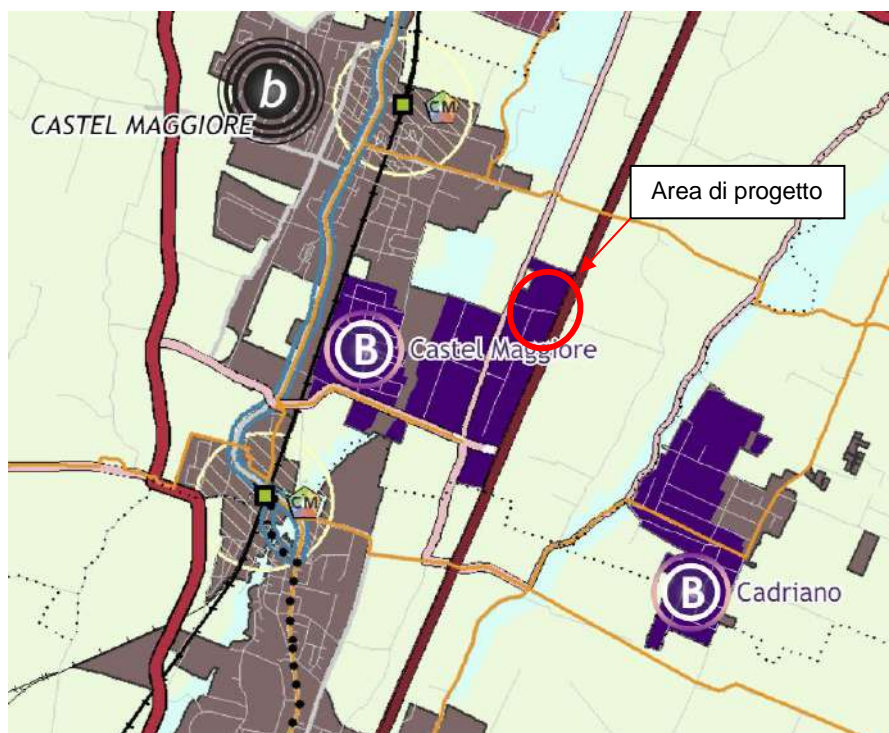 b
CM
CASTEL MAGGIORE
Area di progetto
B Castel Maggiore
CM
B Cadriano